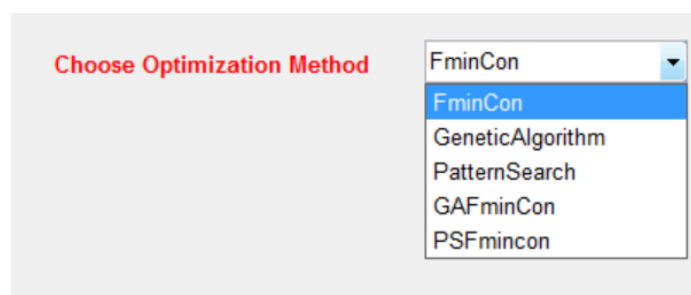 Choose Optimization Method
FminCon
FminCon
GeneticAlgorithm
PatternSearch
GAFminCon
PSFmincon